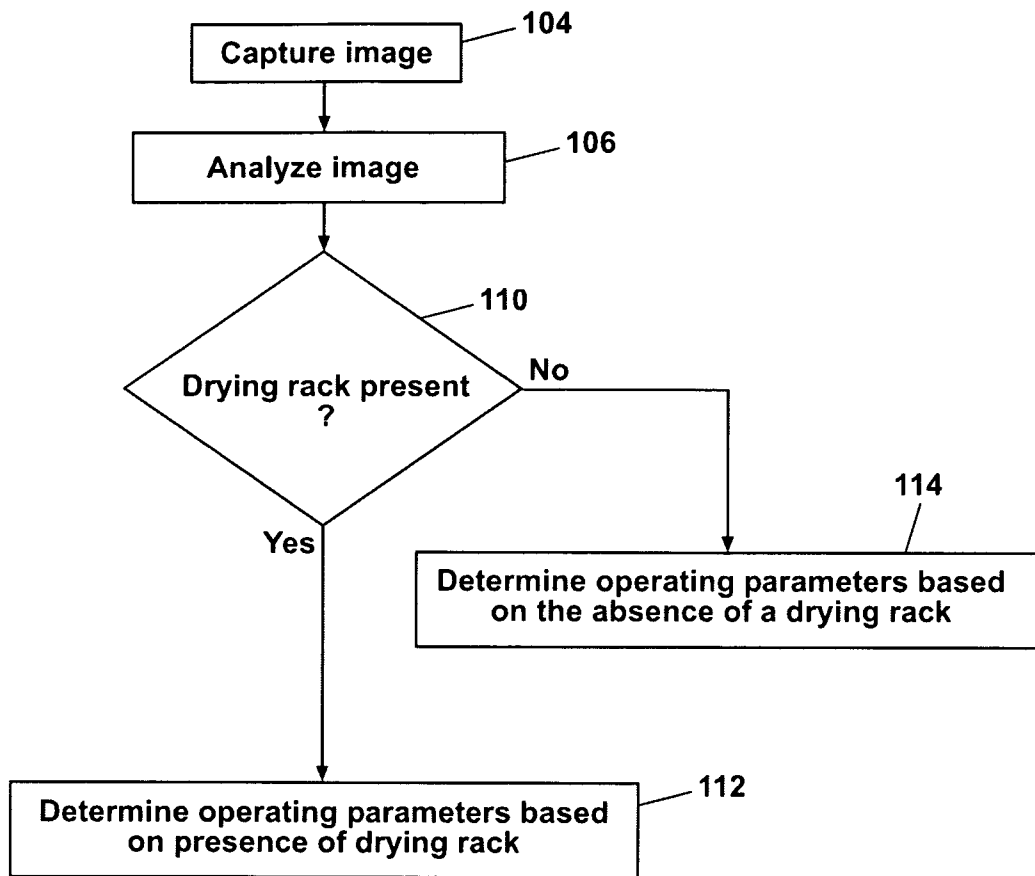 104
Capture image
106
Analyze image
110
Drying rack present
?
No
Yes
114
Determine operating parameters based
on the absence of a drying rack
112
Determine operating parameters based
on presence of drying rack